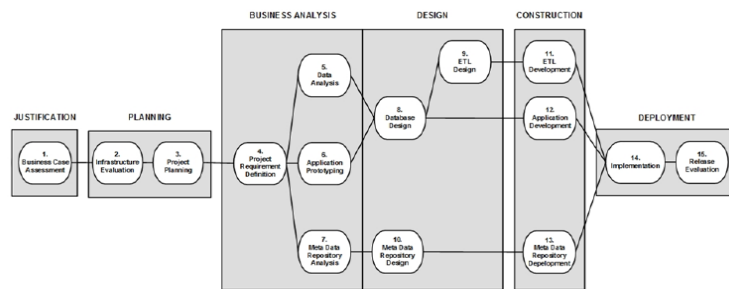 BUSINESS ANALYSIS
DESIGN
CONSTRUCTION
JUSTIFICATION
PLANNING
DEPLOYMENT
1.
Business Case
Assessment
2.
Infrastructure
Evaluation
3.
Project
Planning
4.
Project
Requirement
Definition
5.
Data
Analysis
6.
Application
Prototyping
7.
Meta Data
Repository
Analysis
8.
Database
Design
9.
ETL
Design
10.
Meta Data
Repository
Design
11.
ETL
Development
12.
Application
Development
13.
Meta Data
Repository
Development
14.
Implementation
15.
Release
Evaluation